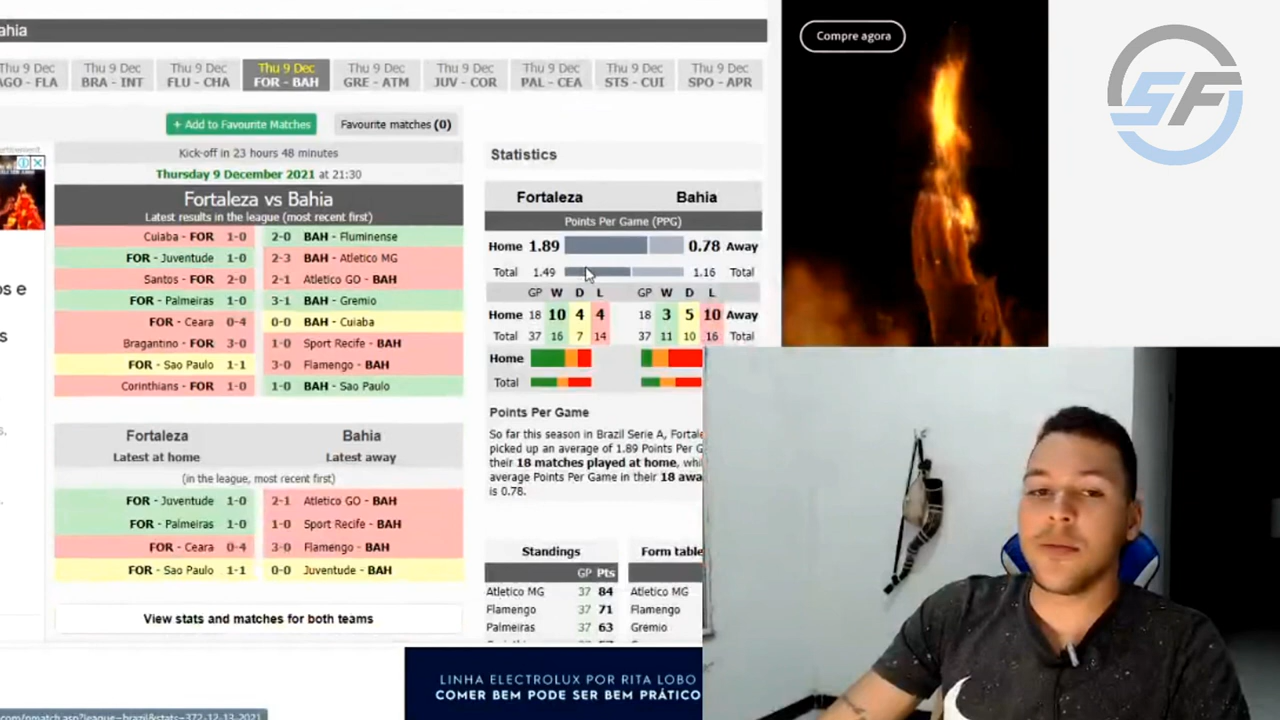 ahia
Thu 9 Dec Thu 9 Dec Thu 9 Dec Thu 9 Dec Thu 9 Dec Thu 9 Dec Thu 9 Dec Thu 9 Dec Thu 9 Dec
AGO - FLA BRA - INT FLU - CHA FOR - BAH GRE - ATM JUV - COR PAL - CEA STS - CUI SPO - APR
+ Add to Favourite Matches Favourite matches (0)
Kick-off in 23 hours 48 minutes
Thursday 9 December 2021 at 21:30
Fortaleza vs Bahia
Latest results in the league (most recent first)
Cuiaba - FOR 1-0 2-0 BAH - Fluminense
FOR - Juventude 1-0 2-3 BAH - Atletico MG
Santos - FOR 2-0 2-1 Atletico GO - BAH
FOR - Palmeiras 1-0 3-1 BAH - Gremio
FOR - Ceara 0-4 0-0 BAH - Cuiaba
Bragantino - FOR 3-0 1-0 Sport Recife - BAH
FOR - Sao Paulo 1-1 3-0 Flamengo - BAH
Corinthians - FOR 1-0 1-0 BAH - Sao Paulo
Fortaleza Bahia
Latest at home Latest away
(in the league, most recent first)
FOR - Juventude 1-0 2-1 Atletico GO - BAH
FOR - Palmeiras 1-0 1-0 Sport Recife - BAH
FOR - Ceara 0-4 3-0 Flamengo - BAH
FOR - Sao Paulo 1-1 0-0 Juventude - BAH
View stats and matches for both teams
Statistics
Fortaleza Bahia
Points Per Game (PPG)
Home 1.89 0.78 Away
Total 1.49 1.16 Total
GP W D L GP W D L
Home 18 10 4 4 18 3 5 10 Away
Total 37 16 7 14 37 11 10 16 Total
Home
Total
Points Per Game
So far this season in Brazil Serie A, Fortale
picked up an average of 1.89 Points Per G
their 18 matches played at home, whi
average Points Per Game in their 18 awa
is 0.78.
Standings Form table
GP Pts
Atletico MG 37 84 Atletico MG
Flamengo 37 71 Flamengo
Palmeiras 37 63 Gremio
LINHA ELECTROLUX POR RITA LOBO
COMER BEM PODE SER BEM PRÁTICO
com/pmatch.asp?league=brazil&stats=372-12-13-2021
Compre agora
SF
s e